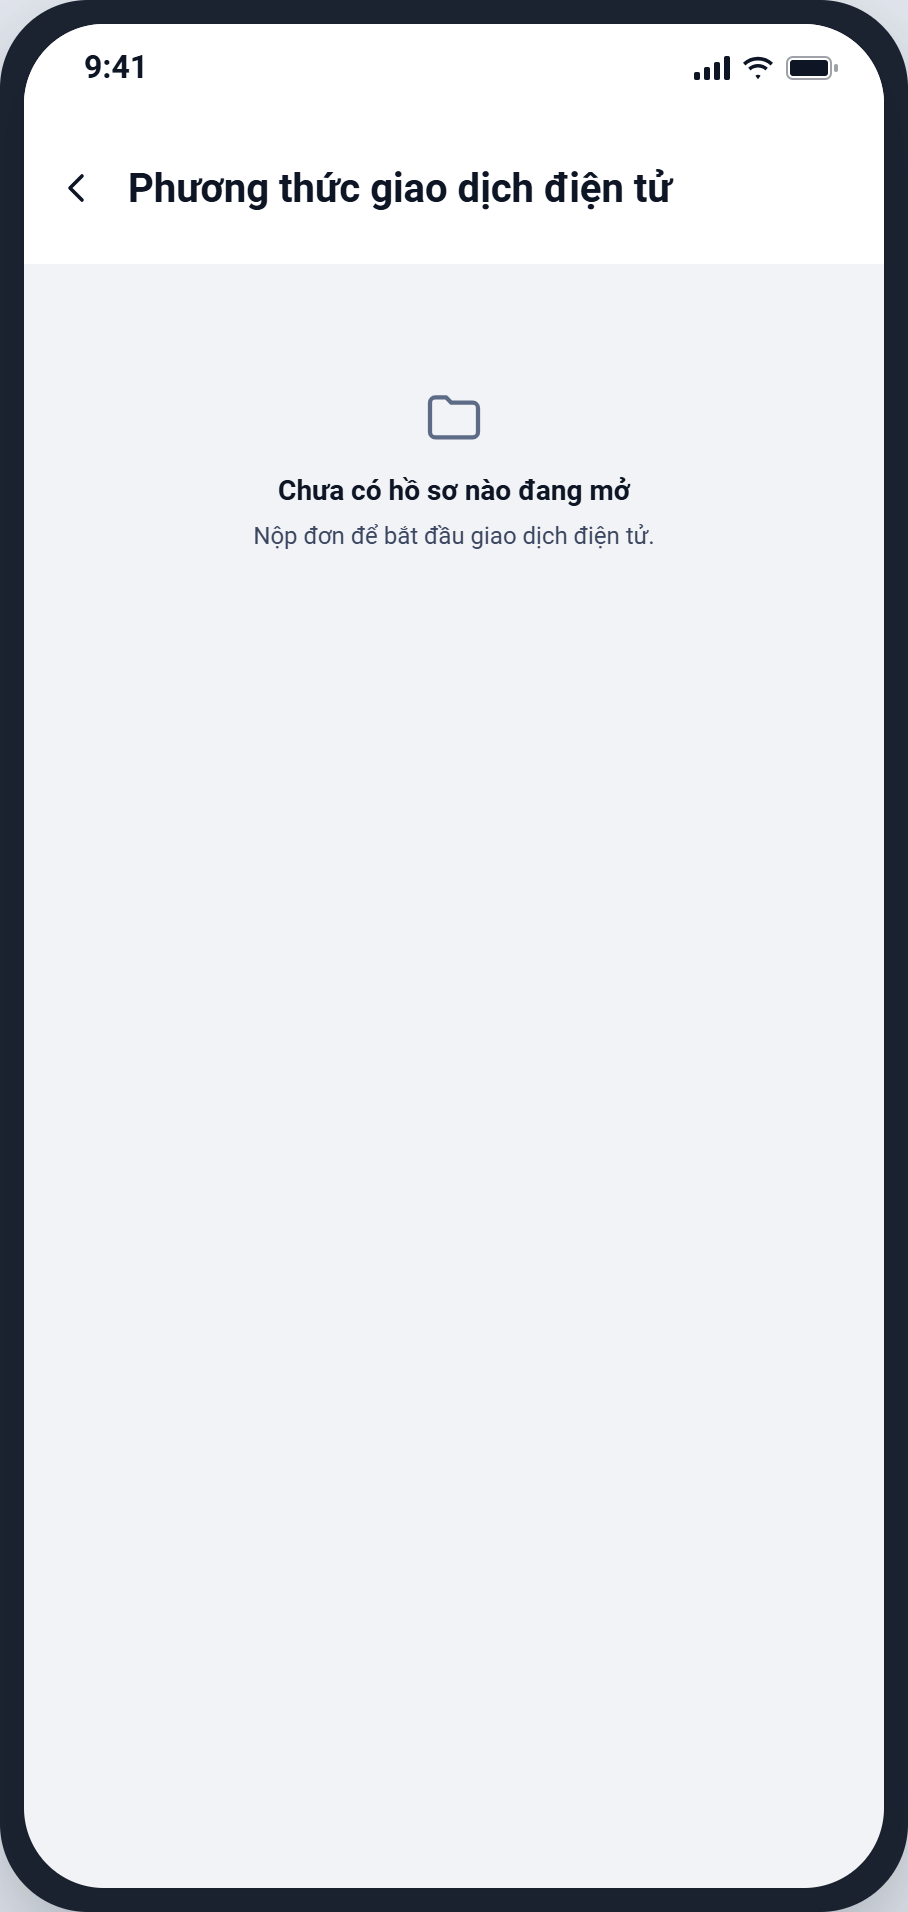 9:41
Phương thức giao dịch điện tử
Chưa có hồ sơ nào đang mở
Nộp đơn để bắt đầu giao dịch điện tử.